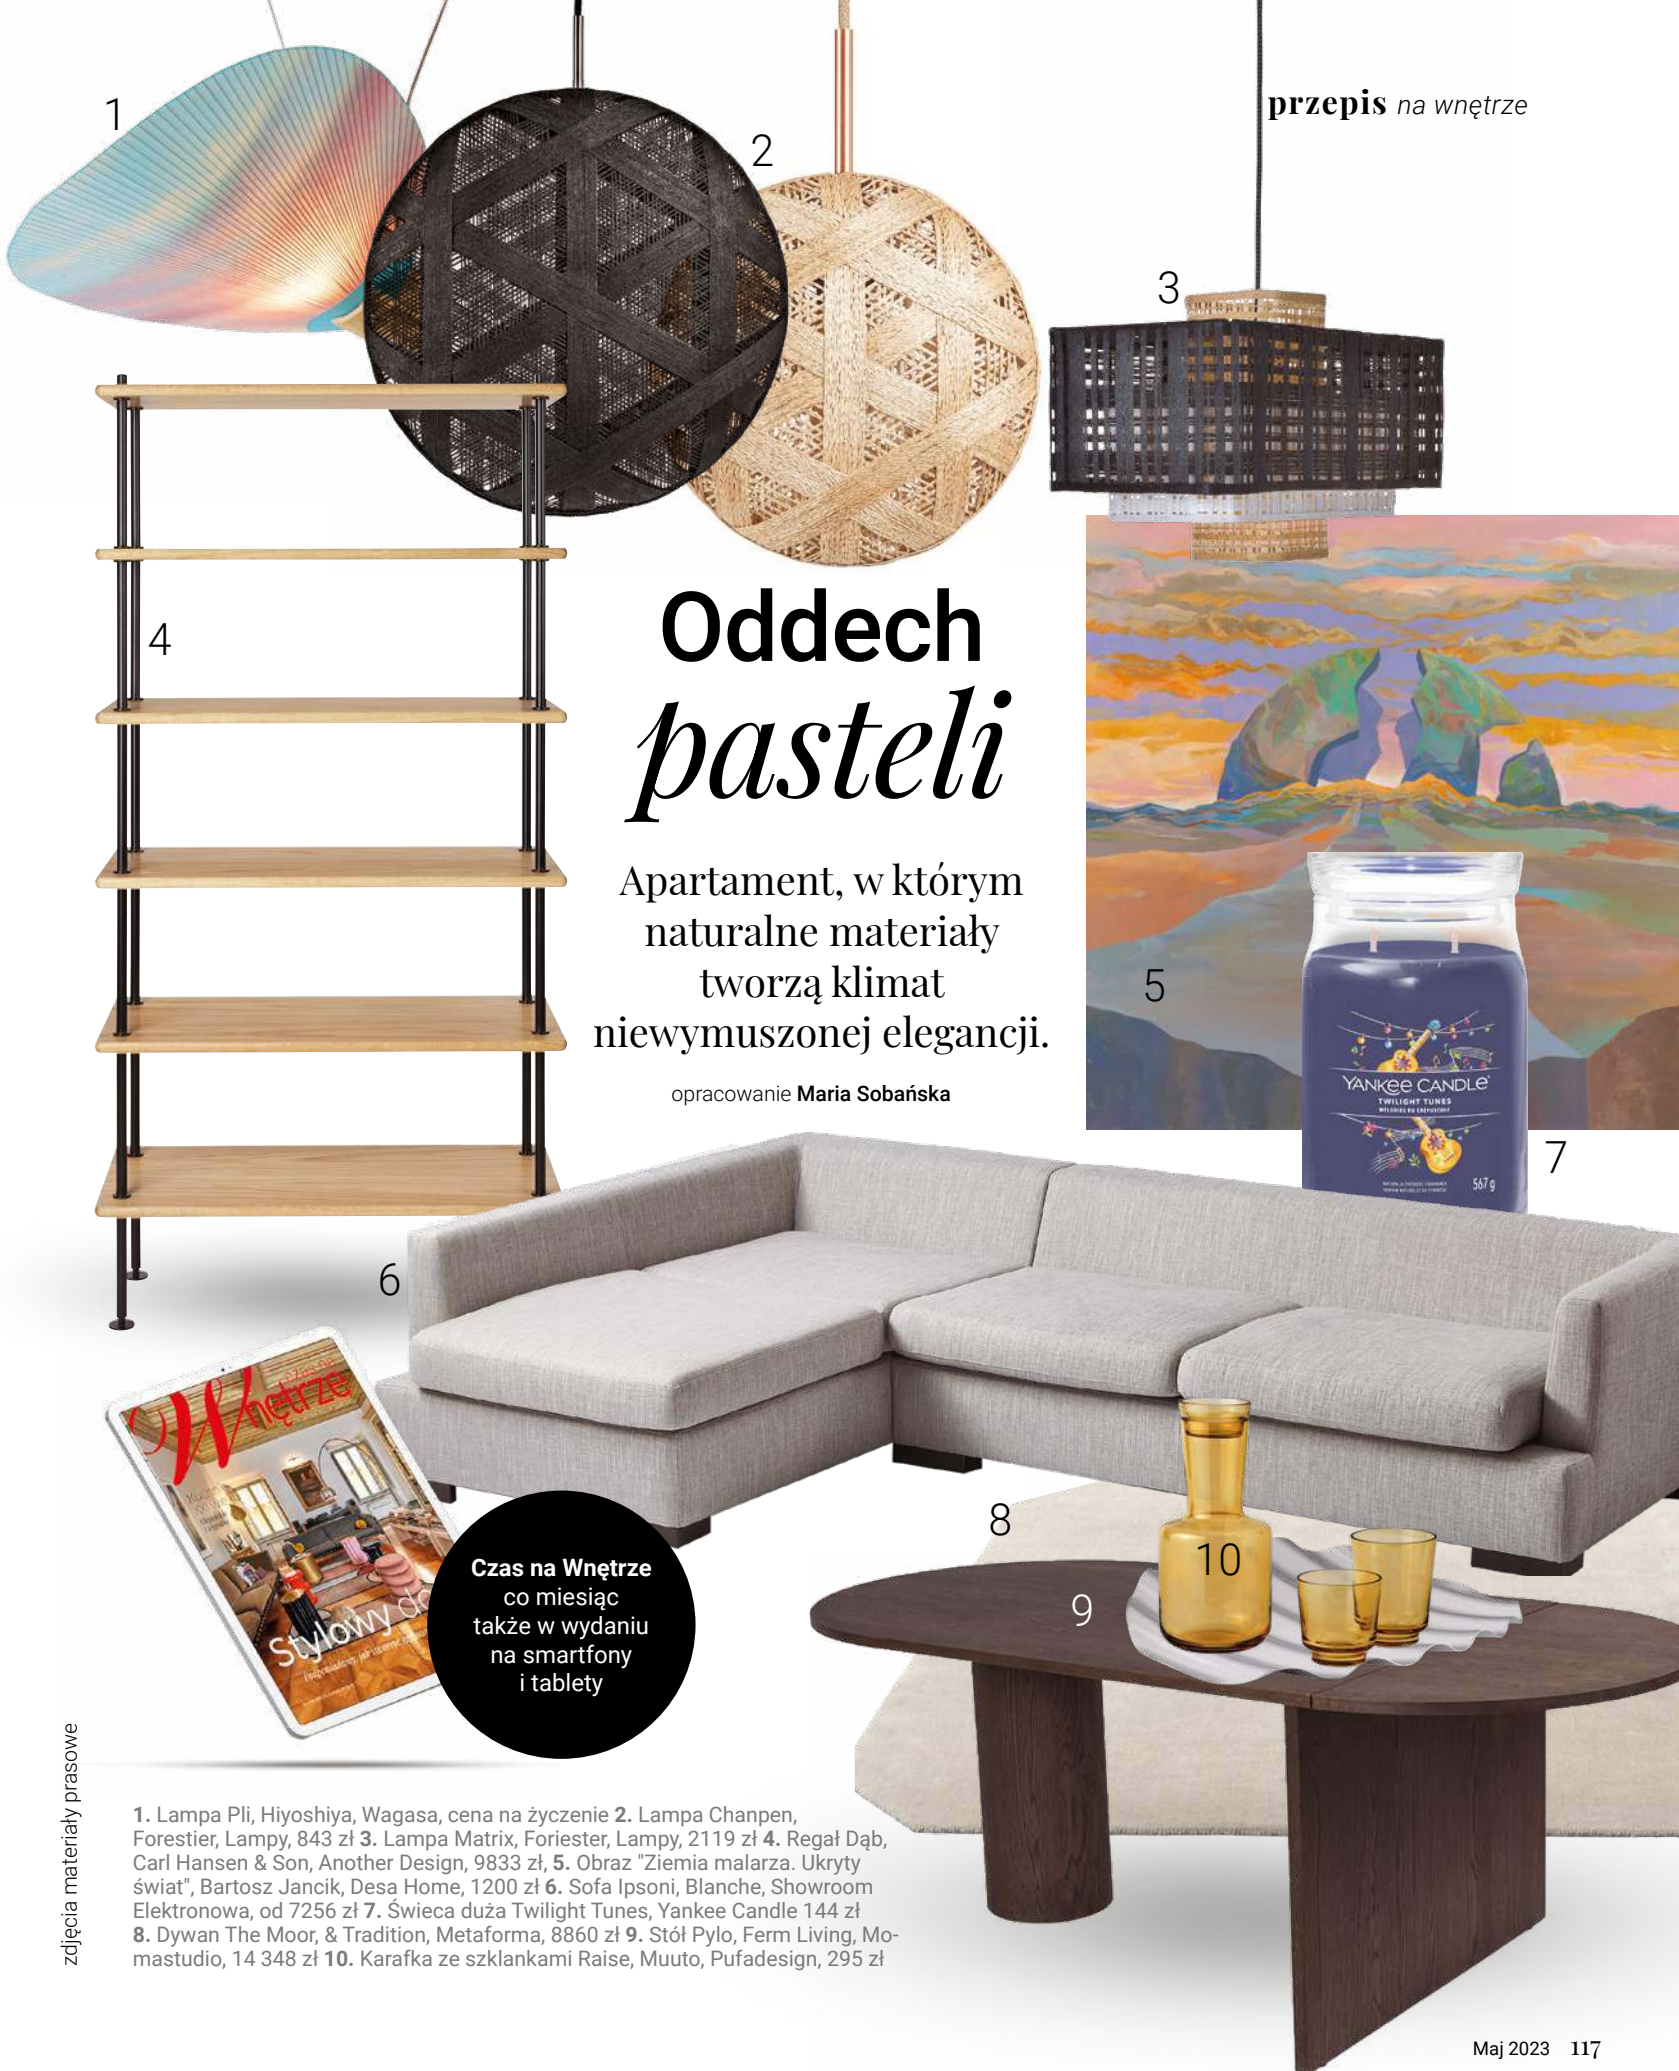 przepis na wnętrze
1
2
3
4
Oddech
pasteli
Apartament, w którym
naturalne materiały
tworzą klimat
niewymuszonej elegancji.
opracowanie Maria Sobańska
5
YANKEE CANDLE
TWILIGHT TUNES
MÉLODIES DU CRÉPUSCULE
567 g
7
6
Wnętrze
Stylowy do
Czas na Wnętrze
co miesiąc
także w wydaniu
na smartfony
i tablety
8
9
10
zdjęcia materiały prasowe
1. Lampa Pli, Hiyoshiya, Wagasa, cena na życzenie 2. Lampa Chanpen,
Forestier, Lampy, 843 zł 3. Lampa Matrix, Foriester, Lampy, 2119 zł 4. Regał Dąb,
Carl Hansen & Son, Another Design, 9833 zł, 5. Obraz "Ziemia malarza. Ukryty
świat", Bartosz Jancik, Desa Home, 1200 zł 6. Sofa Ipsoni, Blanche, Showroom
Elektronowa, od 7256 zł 7. Świeca duża Twilight Tunes, Yankee Candle 144 zł
8. Dywan The Moor, & Tradition, Metaforma, 8860 zł 9. Stół Pylo, Ferm Living, Mo-
mastudio, 14 348 zł 10. Karafka ze szklankami Raise, Muuto, Pufadesign, 295 zł
Maj 2023 117